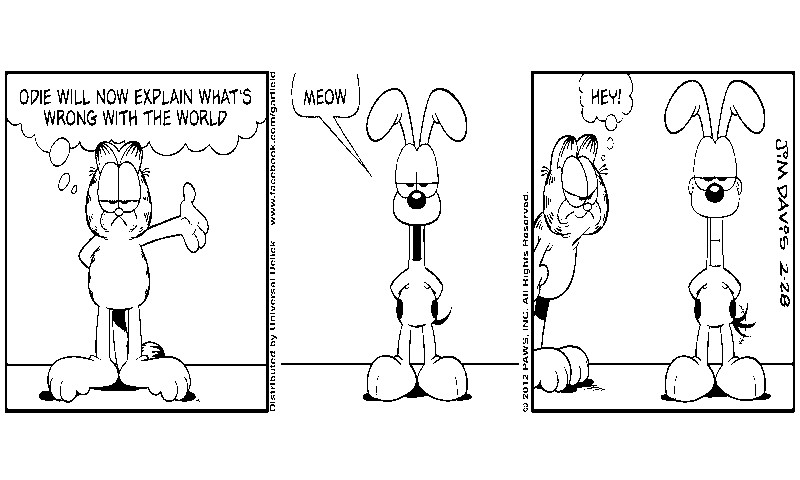 ODIE WILL NOW EXPLAIN WHAT'S
WRONG WITH THE WORLD
www.facebook.com/garfield
Distributed by Universal Uclick
MEOW
© 2012 PAWS, INC. All Rights Reserved.
HEY!
JIM DAVIS 2-28